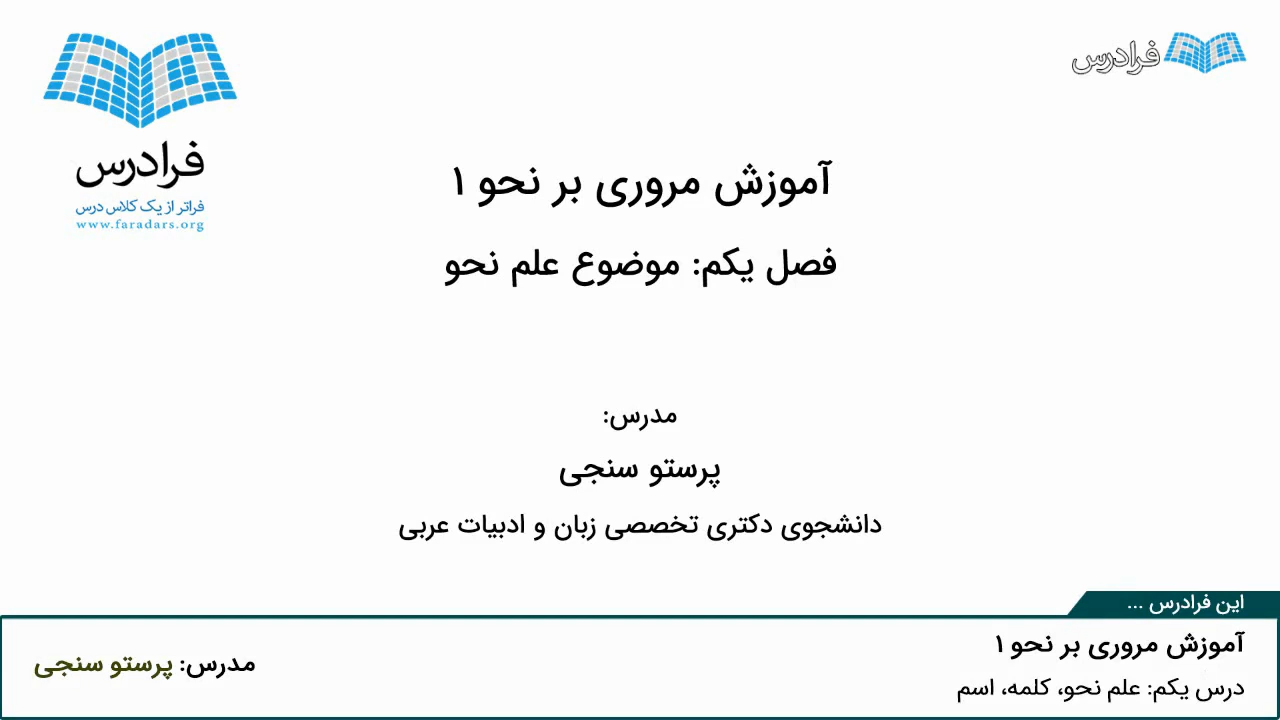 فرادرس
فرادرس
فراتر از یک کلاس درس
www.faradars.org
آموزش مروری بر نحو ۱
فصل یکم: موضوع علم نحو
مدرس:
پرستو سنجی
دانشجوی دکتری تخصصی زبان و ادبیات عربی
این فرادرس ...
آموزش مروری بر نحو ۱
درس یکم: علم نحو، کلمه، اسم
مدرس: پرستو سنجی